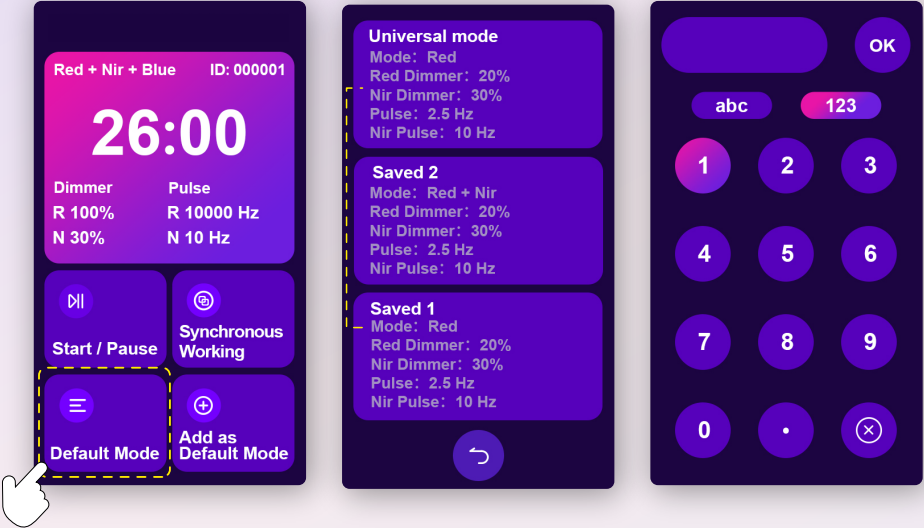 Red + Nir + Blue ID: 000001
26:00
Dimmer Pulse
R 100% R 10000 Hz
N 30% N 10 Hz
Start / Pause
Synchronous
Working
Default Mode
Add as
Default Mode
Universal mode
Mode: Red
Red Dimmer: 20%
Nir Dimmer: 30%
Pulse: 2.5 Hz
Nir Pulse: 10 Hz
Saved 2
Mode: Red + Nir
Red Dimmer: 20%
Nir Dimmer: 30%
Pulse: 2.5 Hz
Nir Pulse: 10 Hz
Saved 1
Mode: Red
Red Dimmer: 20%
Nir Dimmer: 30%
Pulse: 2.5 Hz
Nir Pulse: 10 Hz
OK
abc 123
1 2 3
4 5 6
7 8 9
0 .